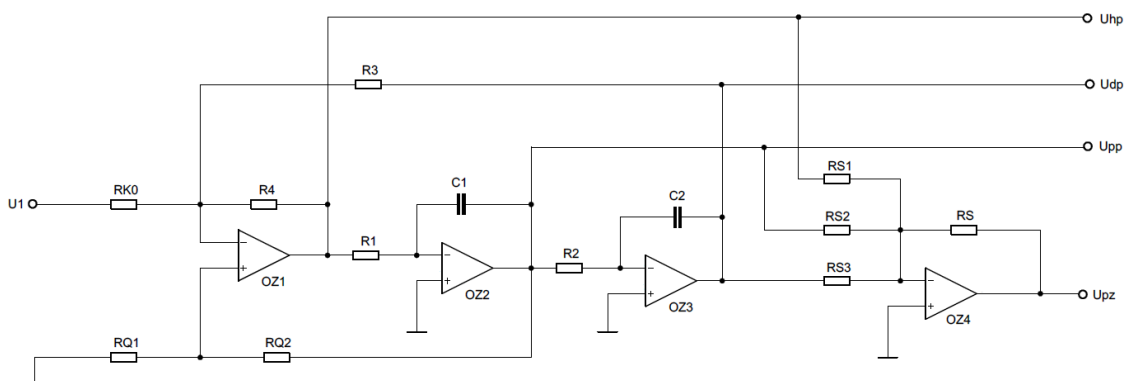 Uhp
R3
Udp
Upp
RK0
R4
C1
RS1
U1
C2
RS2
RS
R1
R2
RS3
−
+
OZ1
−
+
OZ2
−
+
OZ3
−
+
OZ4
Upz
RQ1
RQ2